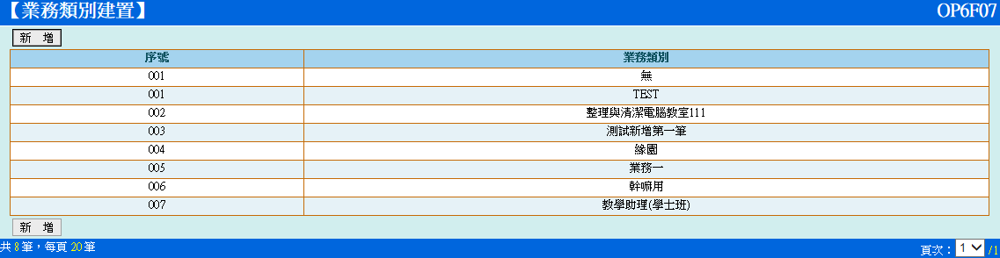 【業務類別建置】 OP6F07
新 增
序號 業務類別
001 無
001 TEST
002 整理與清潔電腦教室111
003 測試新增第一筆
004 綠園
005 業務一
006 幹嘛用
007 教學助理(學士班)
新 增
共 8 筆，每頁 20 筆 頁次： 1 /1